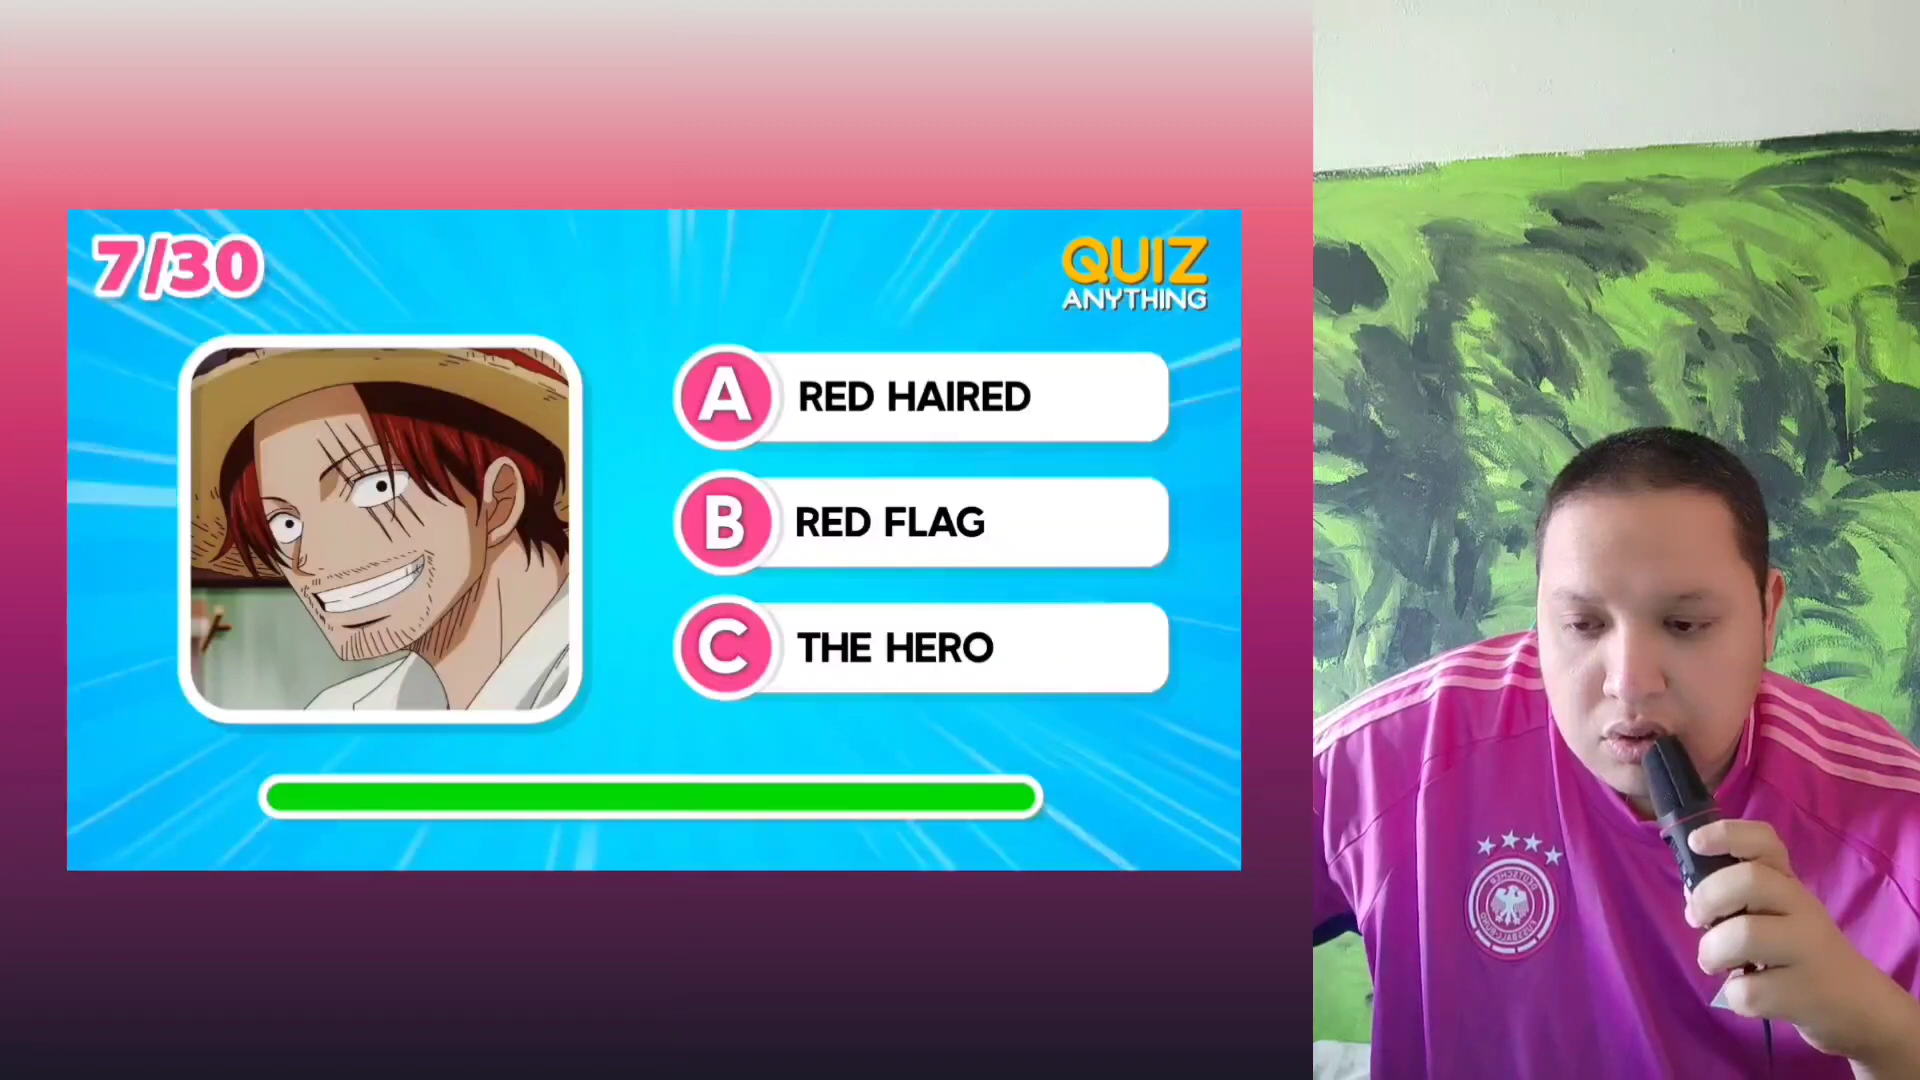 7/30
QUIZ
ANYTHING
A RED HAIRED
B RED FLAG
C THE HERO